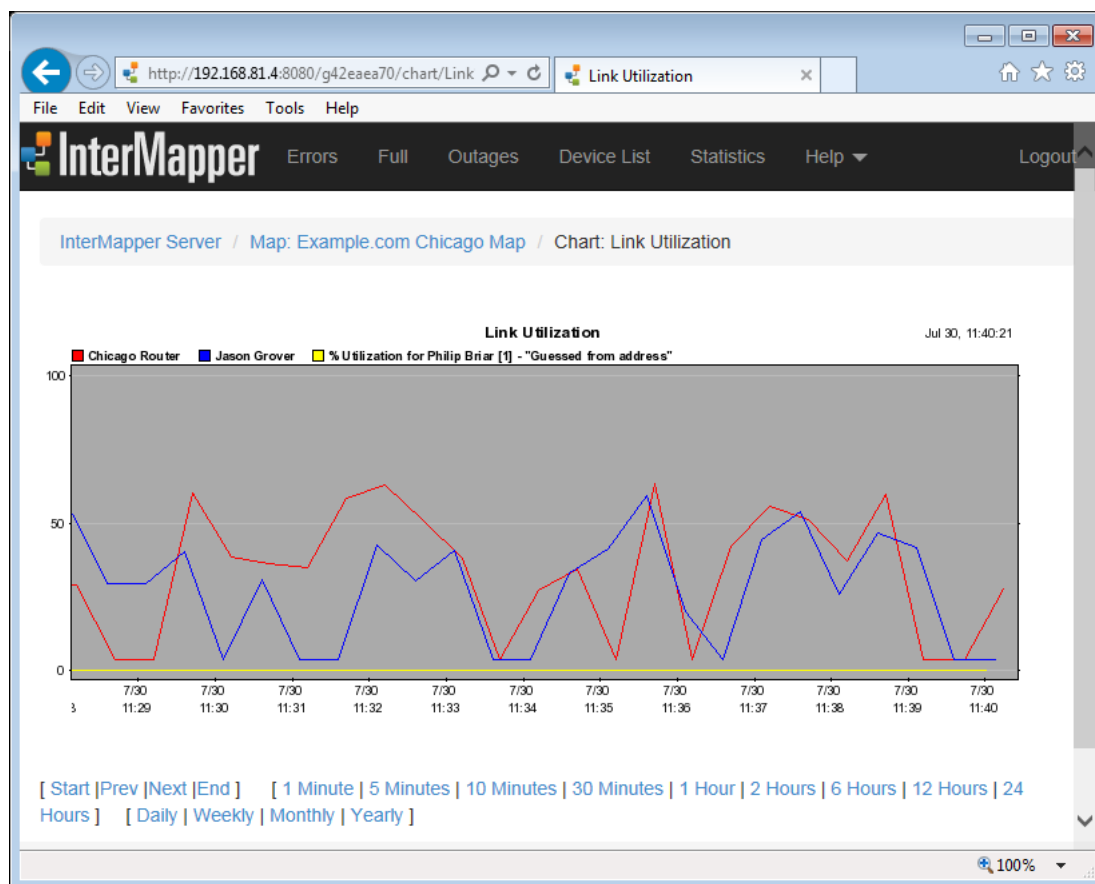 http://192.168.81.4:8080/g42eaea70/chart/Link
Link Utilization
File Edit View Favorites Tools Help
InterMapper Errors Full Outages Device List Statistics Help Logout
InterMapper Server / Map: Example.com Chicago Map / Chart: Link Utilization
Link Utilization
Jul 30, 11:40:21
Chicago Router Jason Grover % Utilization for Philip Briar [1] - "Guessed from address"
100
50
0
7/30 7/30 7/30 7/30 7/30 7/30 7/30 7/30 7/30 7/30 7/30 7/30
11:29 11:30 11:31 11:32 11:33 11:34 11:35 11:36 11:37 11:38 11:39 11:40
[ Start |Prev |Next |End ] [ 1 Minute | 5 Minutes | 10 Minutes | 30 Minutes | 1 Hour | 2 Hours | 6 Hours | 12 Hours | 24
Hours ] [ Daily | Weekly | Monthly | Yearly ]
100%